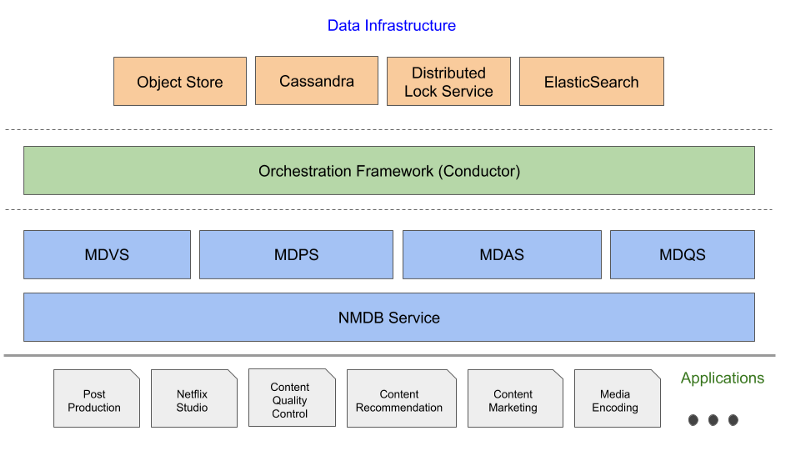 Data Infrastructure
Object Store
Cassandra
Distributed
Lock Service
ElasticSearch
Orchestration Framework (Conductor)
MDVS
MDPS
MDAS
MDQS
NMDB Service
Post
Production
Netflix
Studio
Content
Quality
Control
Content
Recommendation
Content
Marketing
Media
Encoding
Applications